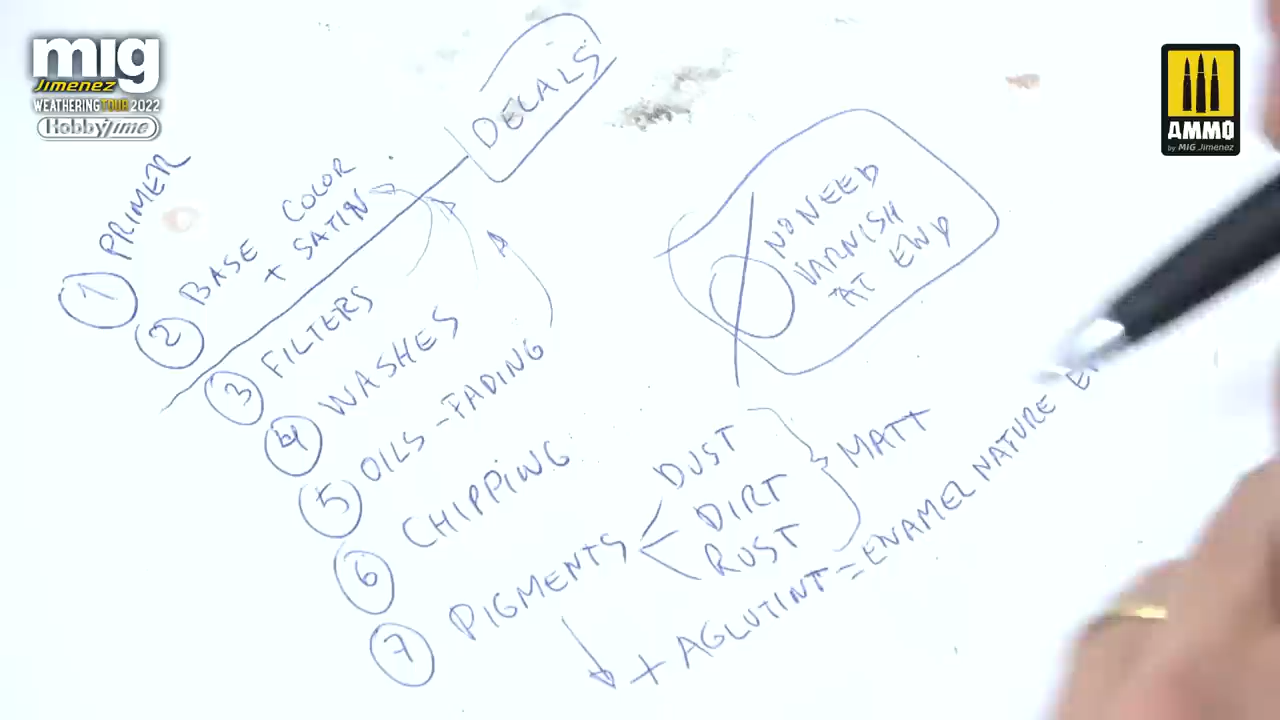 mig
Jimenez
WEATHERING TOUR 2022
HobbyTime
AMMO
by MIG Jimenez
DECALS
1 PRIMER
2 BASE COLOR
+ SATIN
3 FILTERS
4 WASHES
5 OILS - FADING
6 CHIPPING
7 PIGMENTS
DUST
DIRT
RUST
MATT
+ AGLUTINT = ENAMEL NATURE
NO NEED
VARNISH
AT END